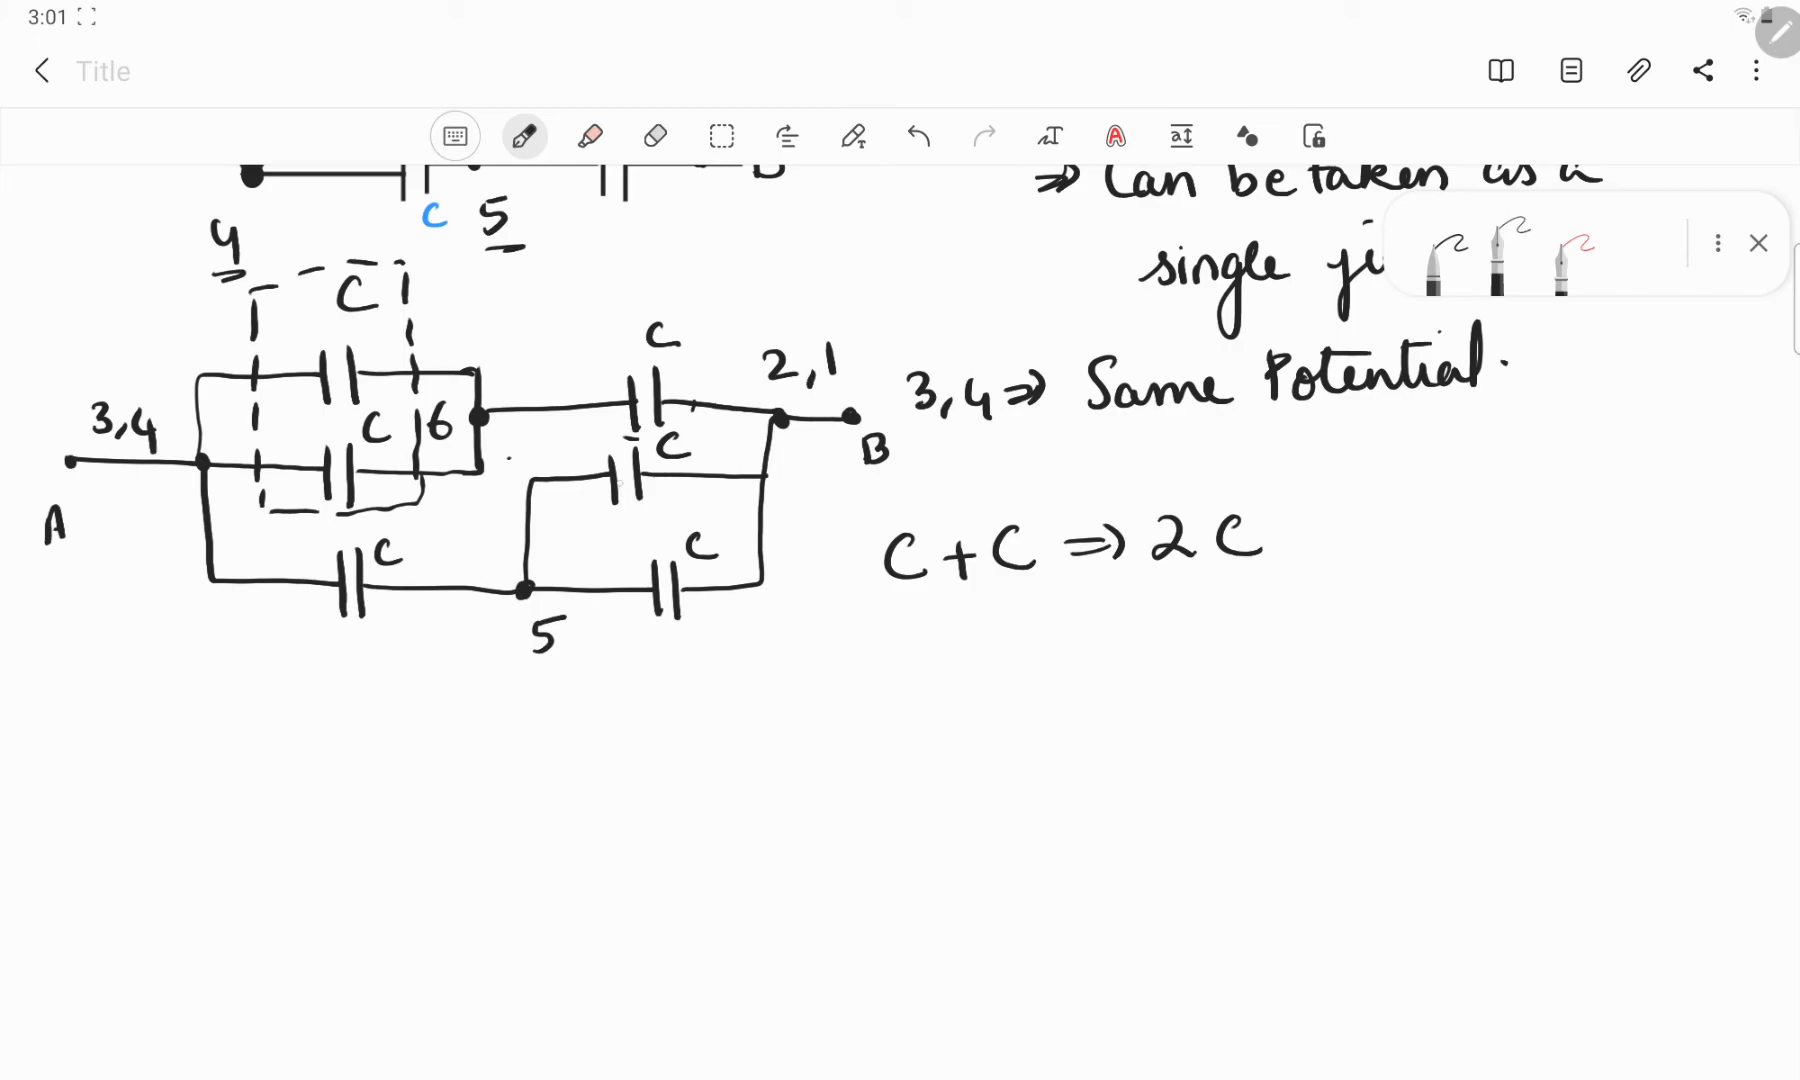 3:01
Title
⇒ Can be taken as a
C 5
4
single
C
C
2,1
3,4 ⇒ Same Potential.
3,4
C 6
C
B
A
C + C ⇒ 2C
C
C
5